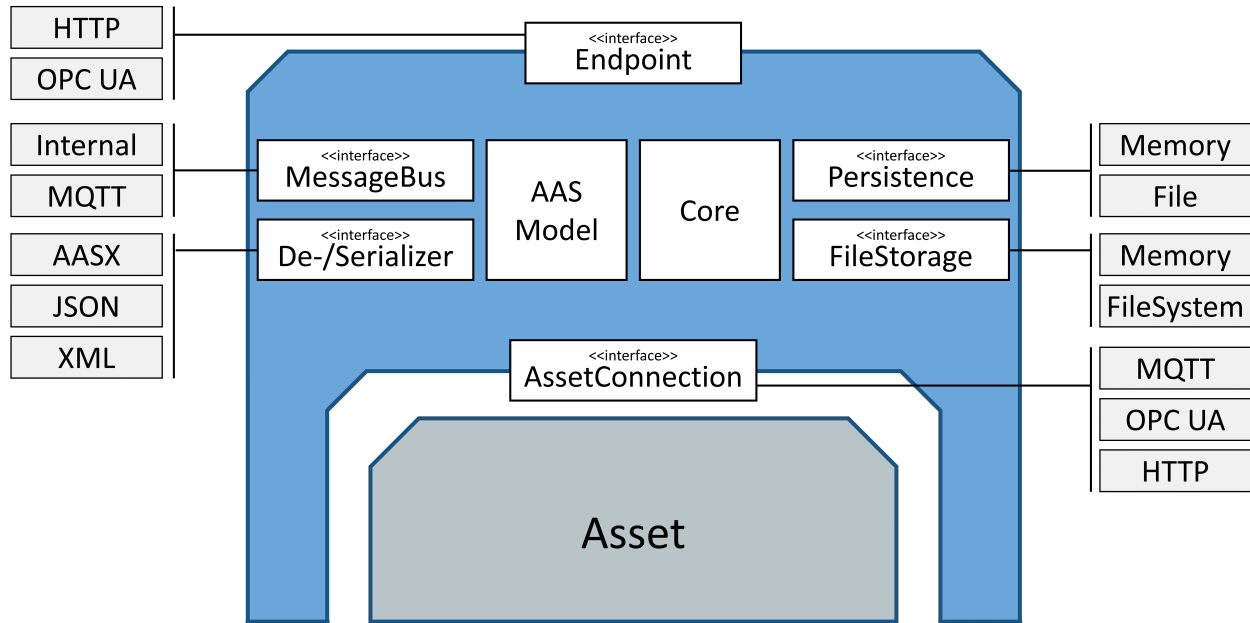 HTTP
OPC UA
<<interface>>
Endpoint
Internal
MQTT
<<interface>>
MessageBus
AASX
JSON
XML
<<interface>>
De-/Serializer
AAS
Model
Core
<<interface>>
Persistence
Memory
File
<<interface>>
FileStorage
Memory
FileSystem
<<interface>>
AssetConnection
MQTT
OPC UA
HTTP
Asset